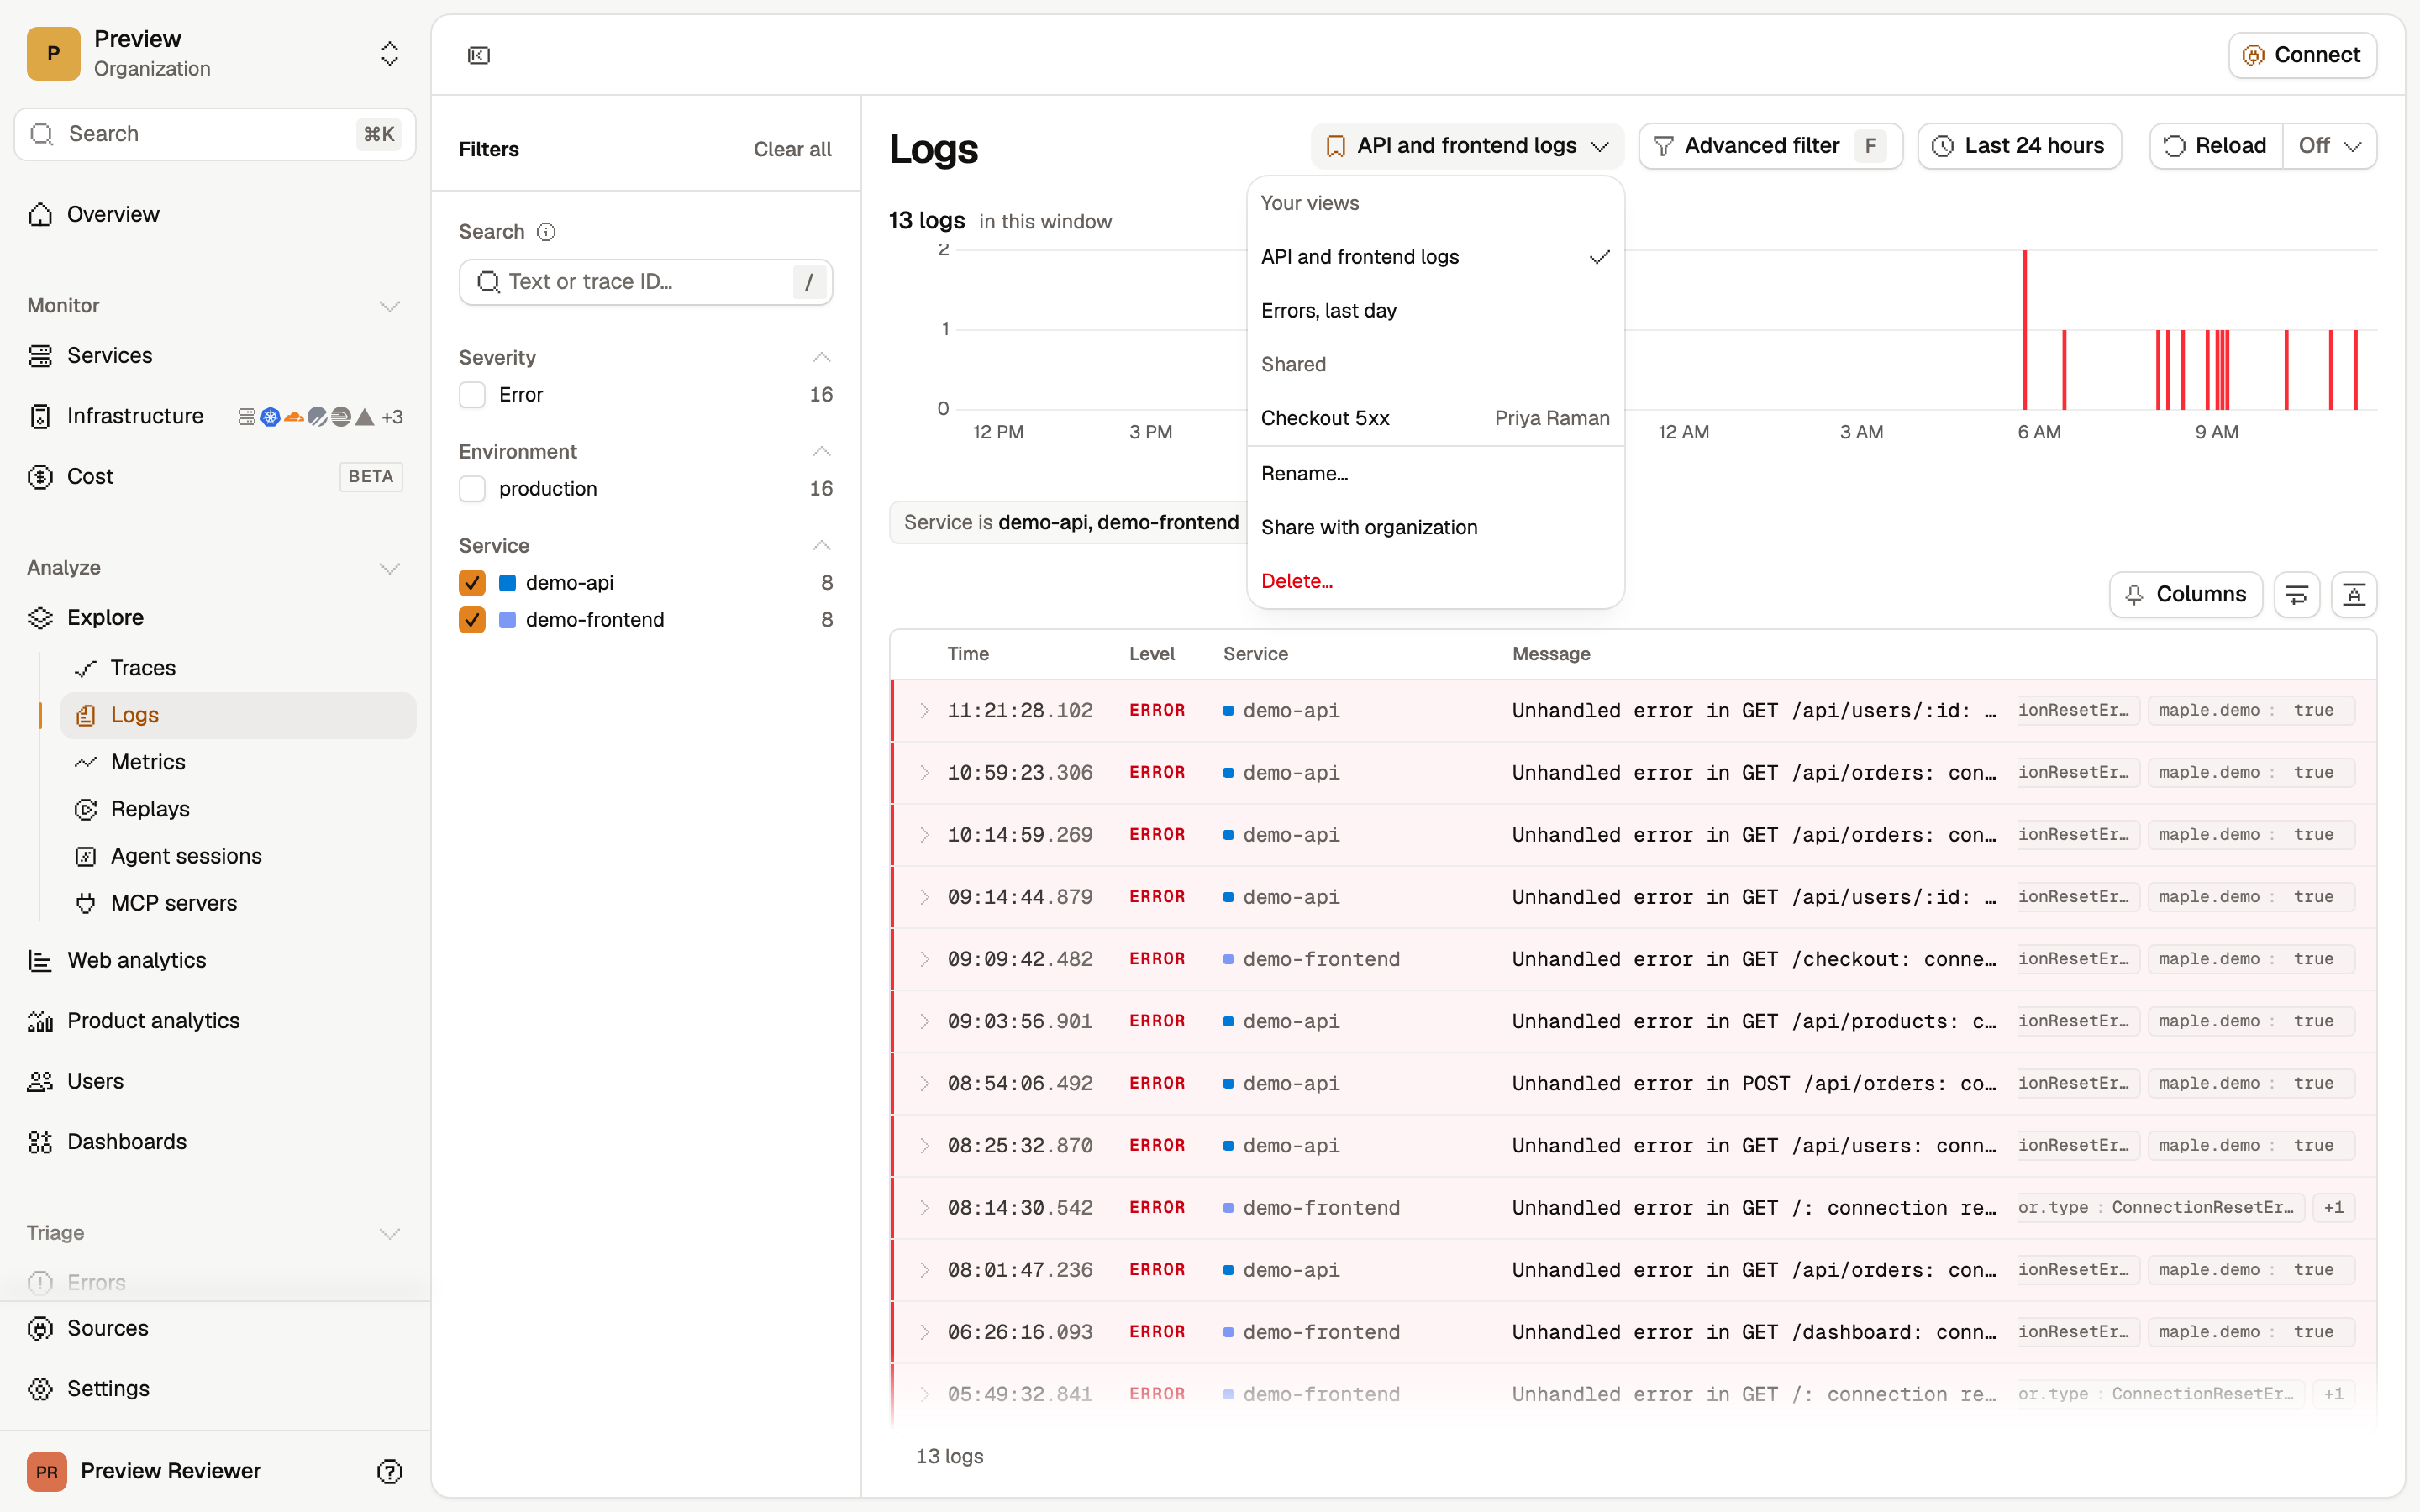 P
Preview
Organization
Search
⌘K
Overview
Monitor
Services
Infrastructure
+3
Cost
BETA
Analyze
Explore
Traces
Logs
Metrics
Replays
Agent sessions
MCP servers
Web analytics
Product analytics
Users
Dashboards
Triage
Errors
Sources
Settings
PR
Preview Reviewer
Connect
Filters
Clear all
Search
Text or trace ID...
/
Severity
Error 16
Environment
production 16
Service
demo-api 8
demo-frontend 8
Logs
API and frontend logs
Advanced filter F
Last 24 hours
Reload
Off
13 logs in this window
2
1
0
12 PM 3 PM 12 AM 3 AM 6 AM 9 AM
Your views
API and frontend logs
Errors, last day
Shared
Checkout 5xx Priya Raman
Rename...
Share with organization
Delete...
Service is demo-api, demo-frontend
Columns
Time Level Service Message
11:21:28.102 ERROR demo-api Unhandled error in GET /api/users/:id: … ionResetEr… maple.demo : true
10:59:23.306 ERROR demo-api Unhandled error in GET /api/orders: con… ionResetEr… maple.demo : true
10:14:59.269 ERROR demo-api Unhandled error in GET /api/orders: con… ionResetEr… maple.demo : true
09:14:44.879 ERROR demo-api Unhandled error in GET /api/users/:id: … ionResetEr… maple.demo : true
09:09:42.482 ERROR demo-frontend Unhandled error in GET /checkout: conne… ionResetEr… maple.demo : true
09:03:56.901 ERROR demo-api Unhandled error in GET /api/products: c… ionResetEr… maple.demo : true
08:54:06.492 ERROR demo-api Unhandled error in POST /api/orders: co… ionResetEr… maple.demo : true
08:25:32.870 ERROR demo-api Unhandled error in GET /api/users: conn… ionResetEr… maple.demo : true
08:14:30.542 ERROR demo-frontend Unhandled error in GET /: connection re… or.type : ConnectionResetEr… +1
08:01:47.236 ERROR demo-api Unhandled error in GET /api/orders: con… ionResetEr… maple.demo : true
06:26:16.093 ERROR demo-frontend Unhandled error in GET /dashboard: conn… ionResetEr… maple.demo : true
05:49:32.841 ERROR demo-frontend Unhandled error in GET /: connection re… or.type : ConnectionResetEr… +1
13 logs